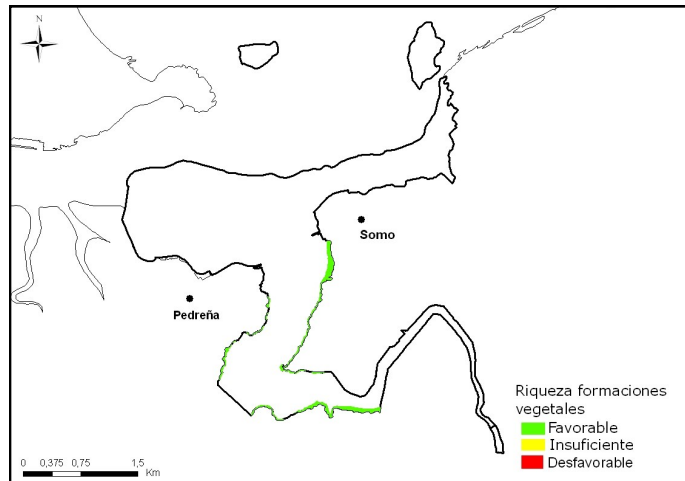 N
Somo
Pedreña
Riqueza formaciones
vegetales
Favorable
Insuficiente
Desfavorable
0 0,375 0,75 1,5
Km